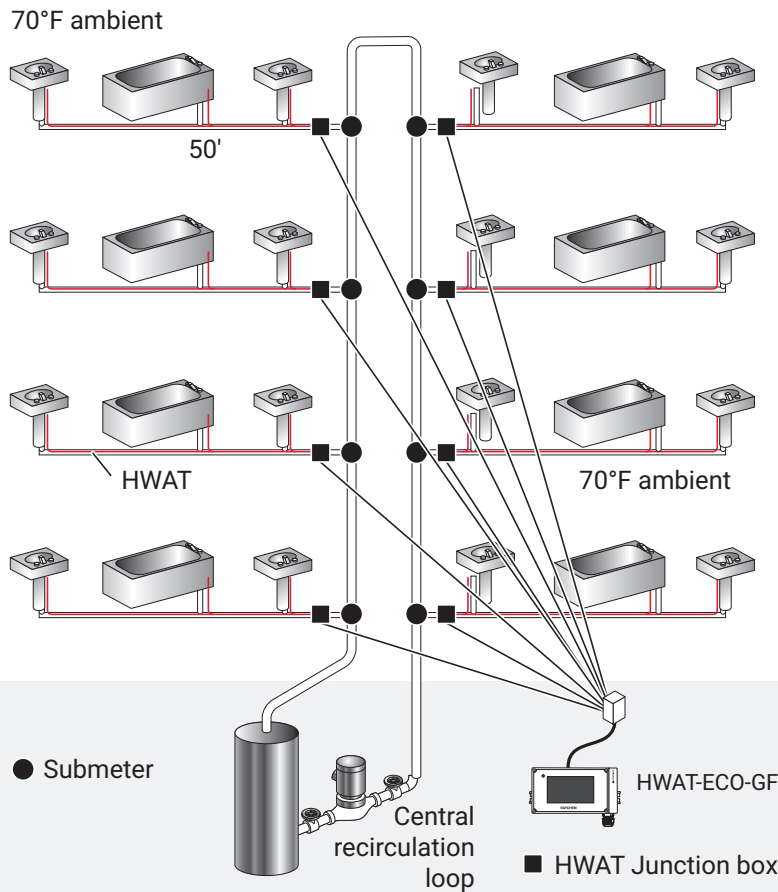 70°F ambient
50'
HWAT
70°F ambient
Submeter
HWAT-ECO-GF
Central
recirculation
loop
HWAT Junction box